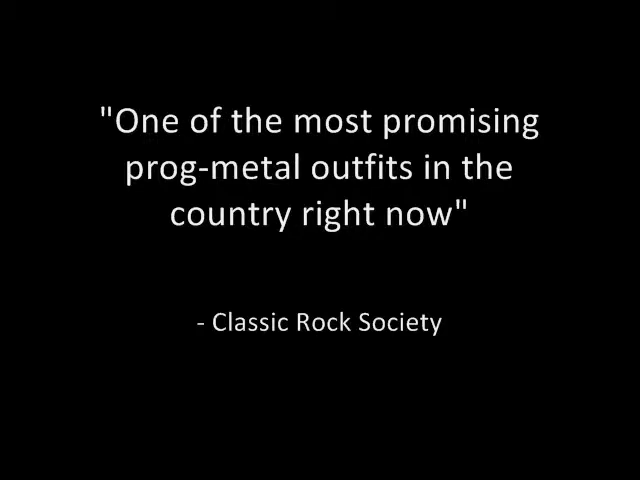 "One of the most promising
prog-metal outfits in the
country right now"
- Classic Rock Society